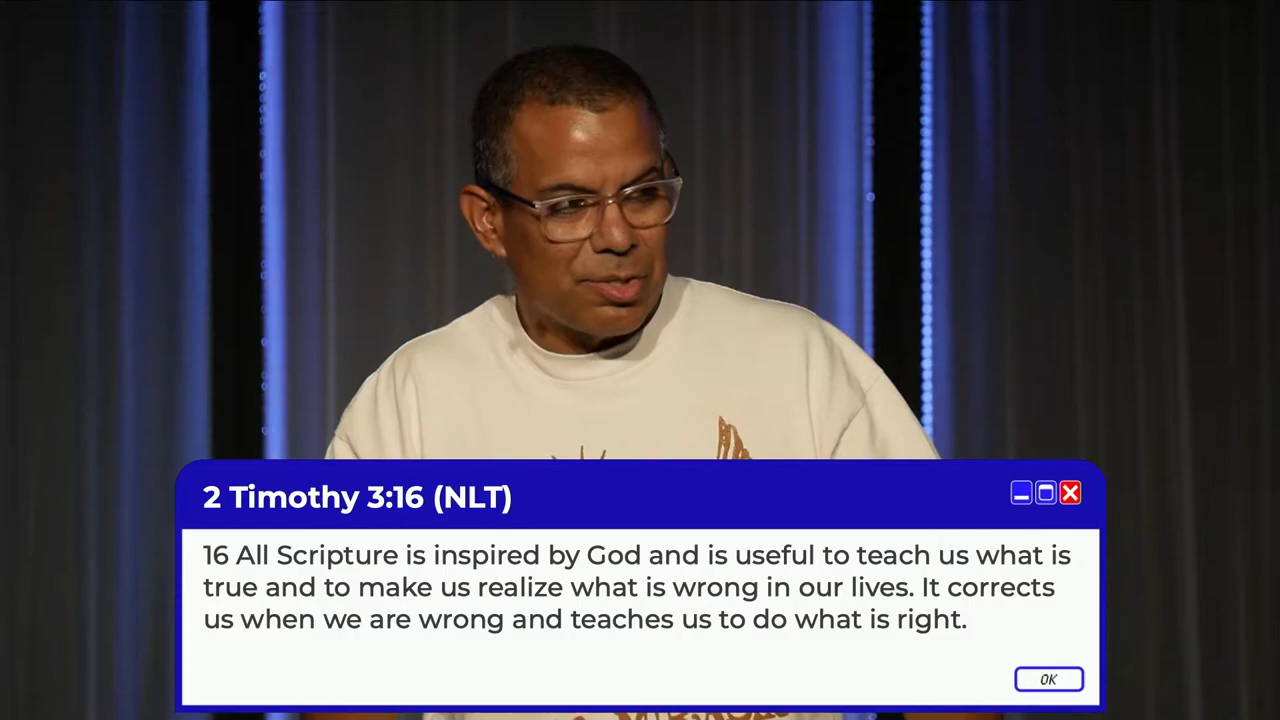 2 Timothy 3:16 (NLT)
16 All Scripture is inspired by God and is useful to teach us what is
true and to make us realize what is wrong in our lives. It corrects
us when we are wrong and teaches us to do what is right.
OK